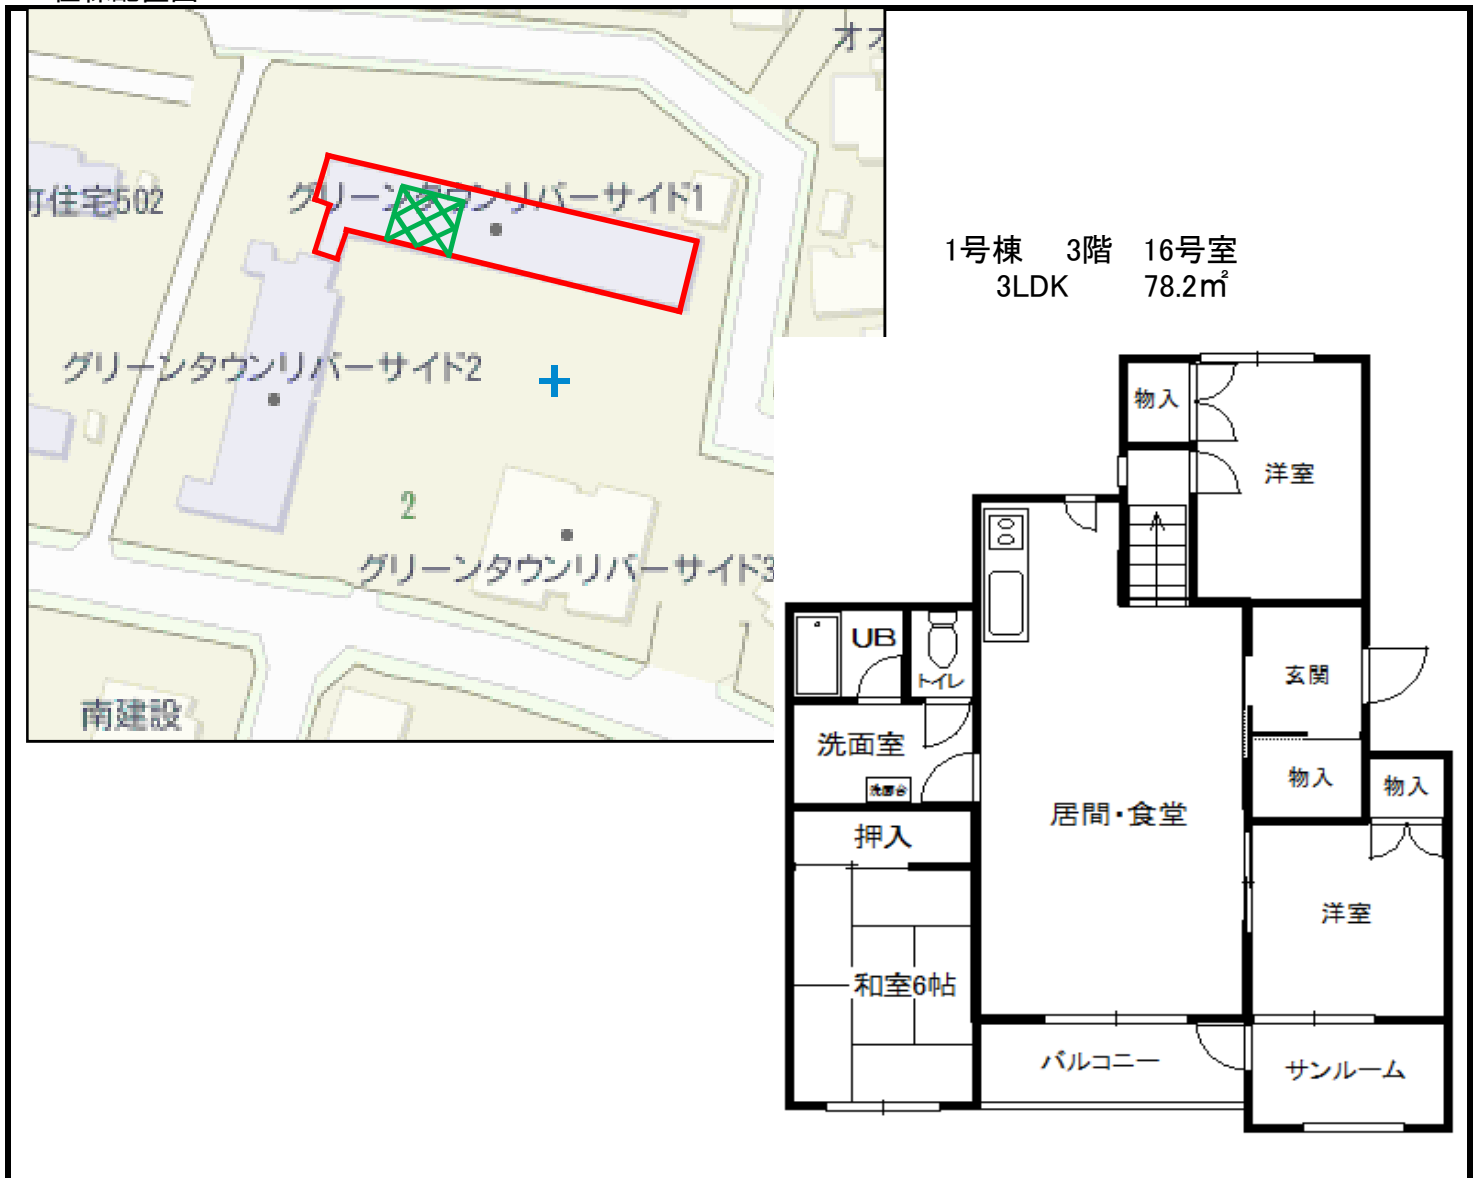 オオ
町住宅502
グリーンタウンリバーサイド1
グリーンタウンリバーサイド2
2
グリーンタウンリバーサイド3
南建設
1号棟 3階 16号室
3LDK 78.2㎡
物入
洋室
UB
トイレ
玄関
洗面室
洗面台
物入
物入
居間・食堂
押入
洋室
和室6帖
バルコニー
サンルーム